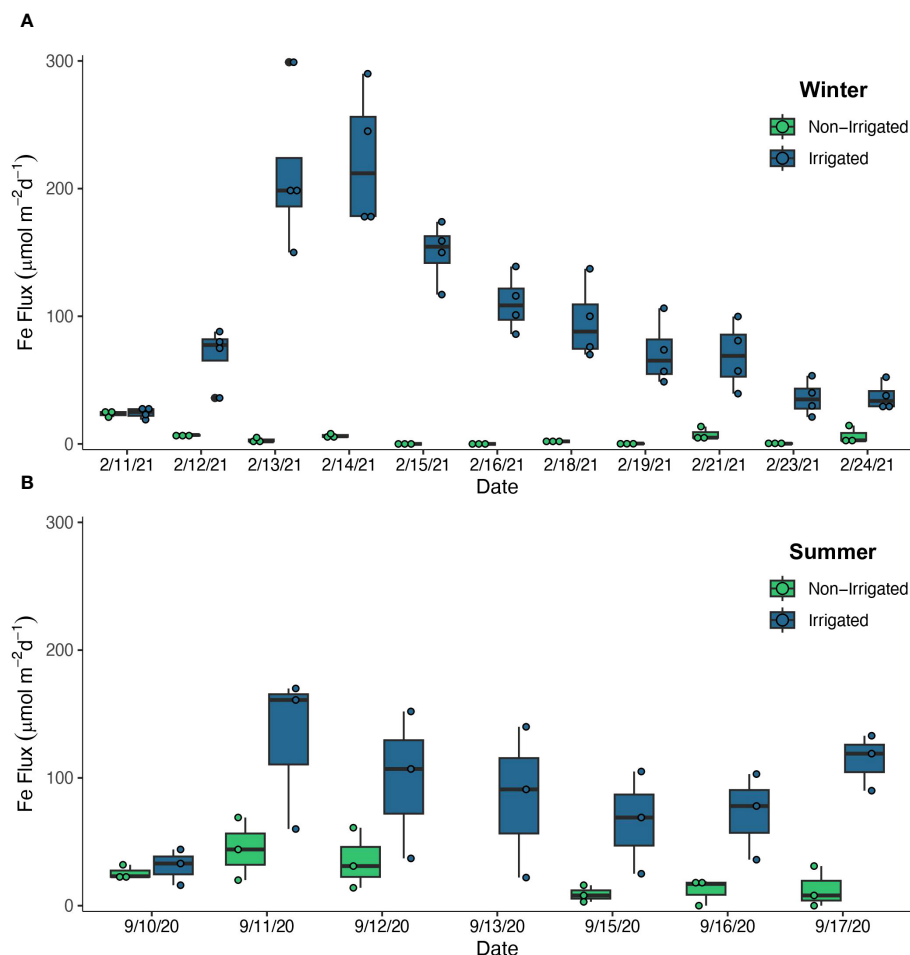 A
Fe Flux (μmol m⁻²d⁻¹)
300
200
100
0
Winter
Non−Irrigated
Irrigated
2/11/21 2/12/21 2/13/21 2/14/21 2/15/21 2/16/21 2/18/21 2/19/21 2/21/21 2/23/21 2/24/21
Date
B
Fe Flux (μmol m⁻²d⁻¹)
300
200
100
0
Summer
Non−Irrigated
Irrigated
9/10/20 9/11/20 9/12/20 9/13/20 9/15/20 9/16/20 9/17/20
Date